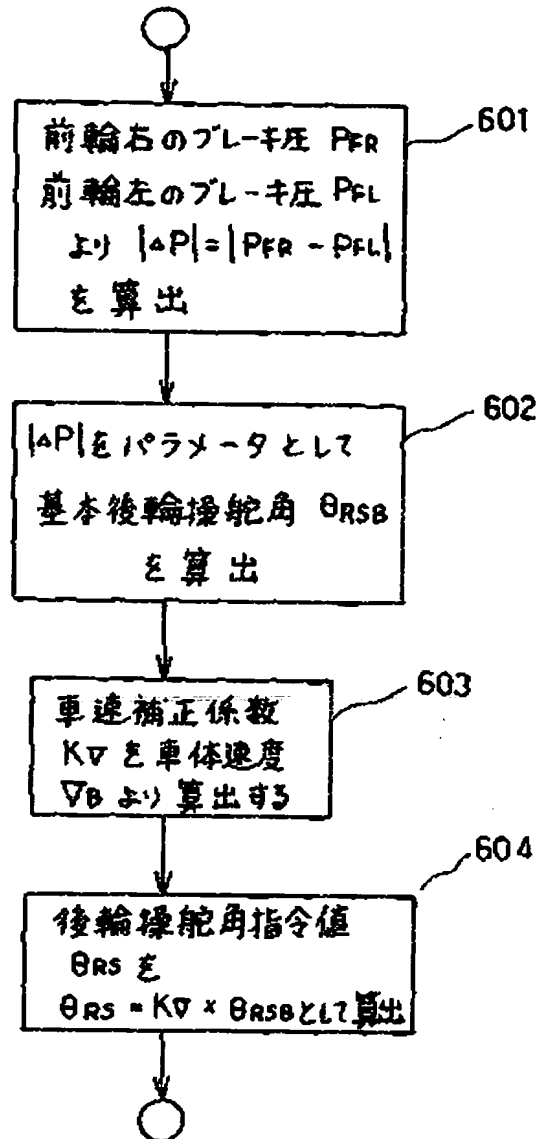 前輪右のブレーキ圧 PFR
601
前輪左のブレーキ圧 PFL
より |ΔP| = |PFR - PFL|
を算出
602
|ΔP|をパラメータとして
基本後輪操舵角 θRSB
を算出
603
車速補正係数
KV を車体速度
VB より算出する
604
後輪操舵角指令値
θRS を
θRS = KV × θRSBとして算出